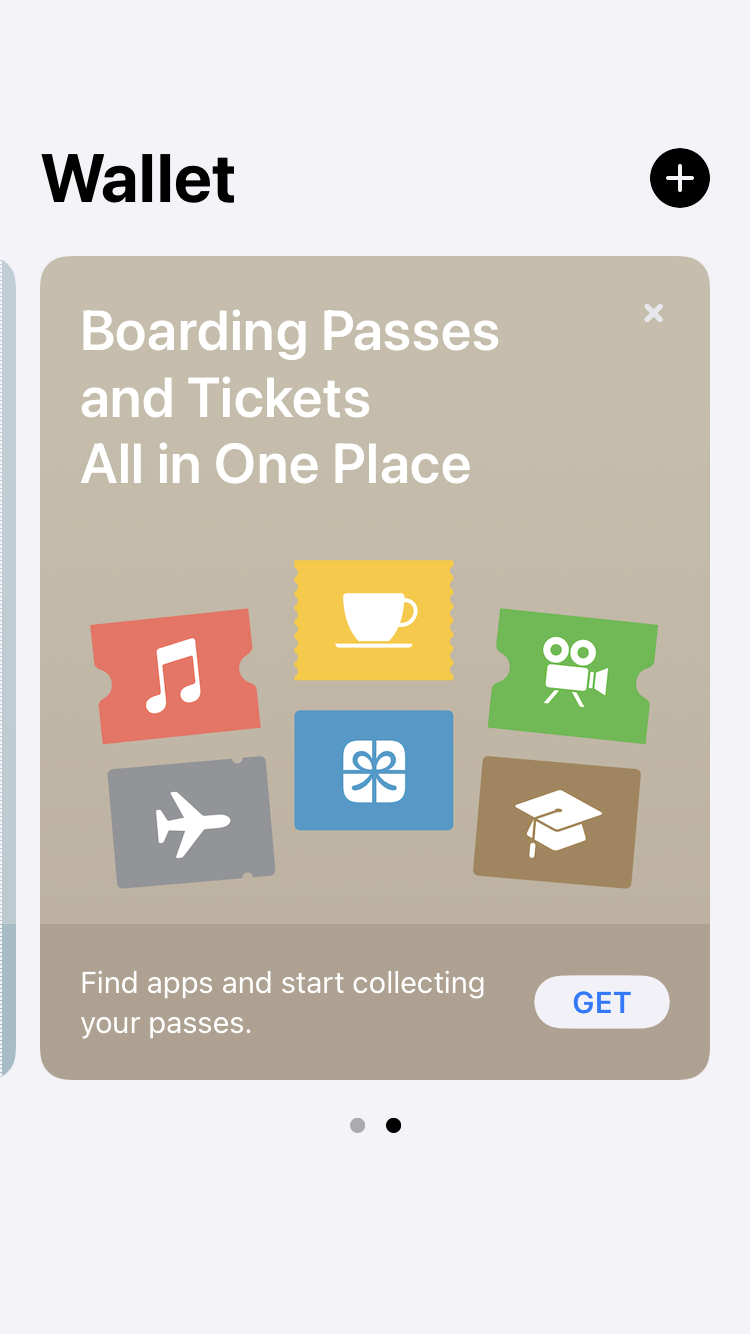 Wallet
Boarding Passes
and Tickets
All in One Place
Find apps and start collecting
your passes.
GET